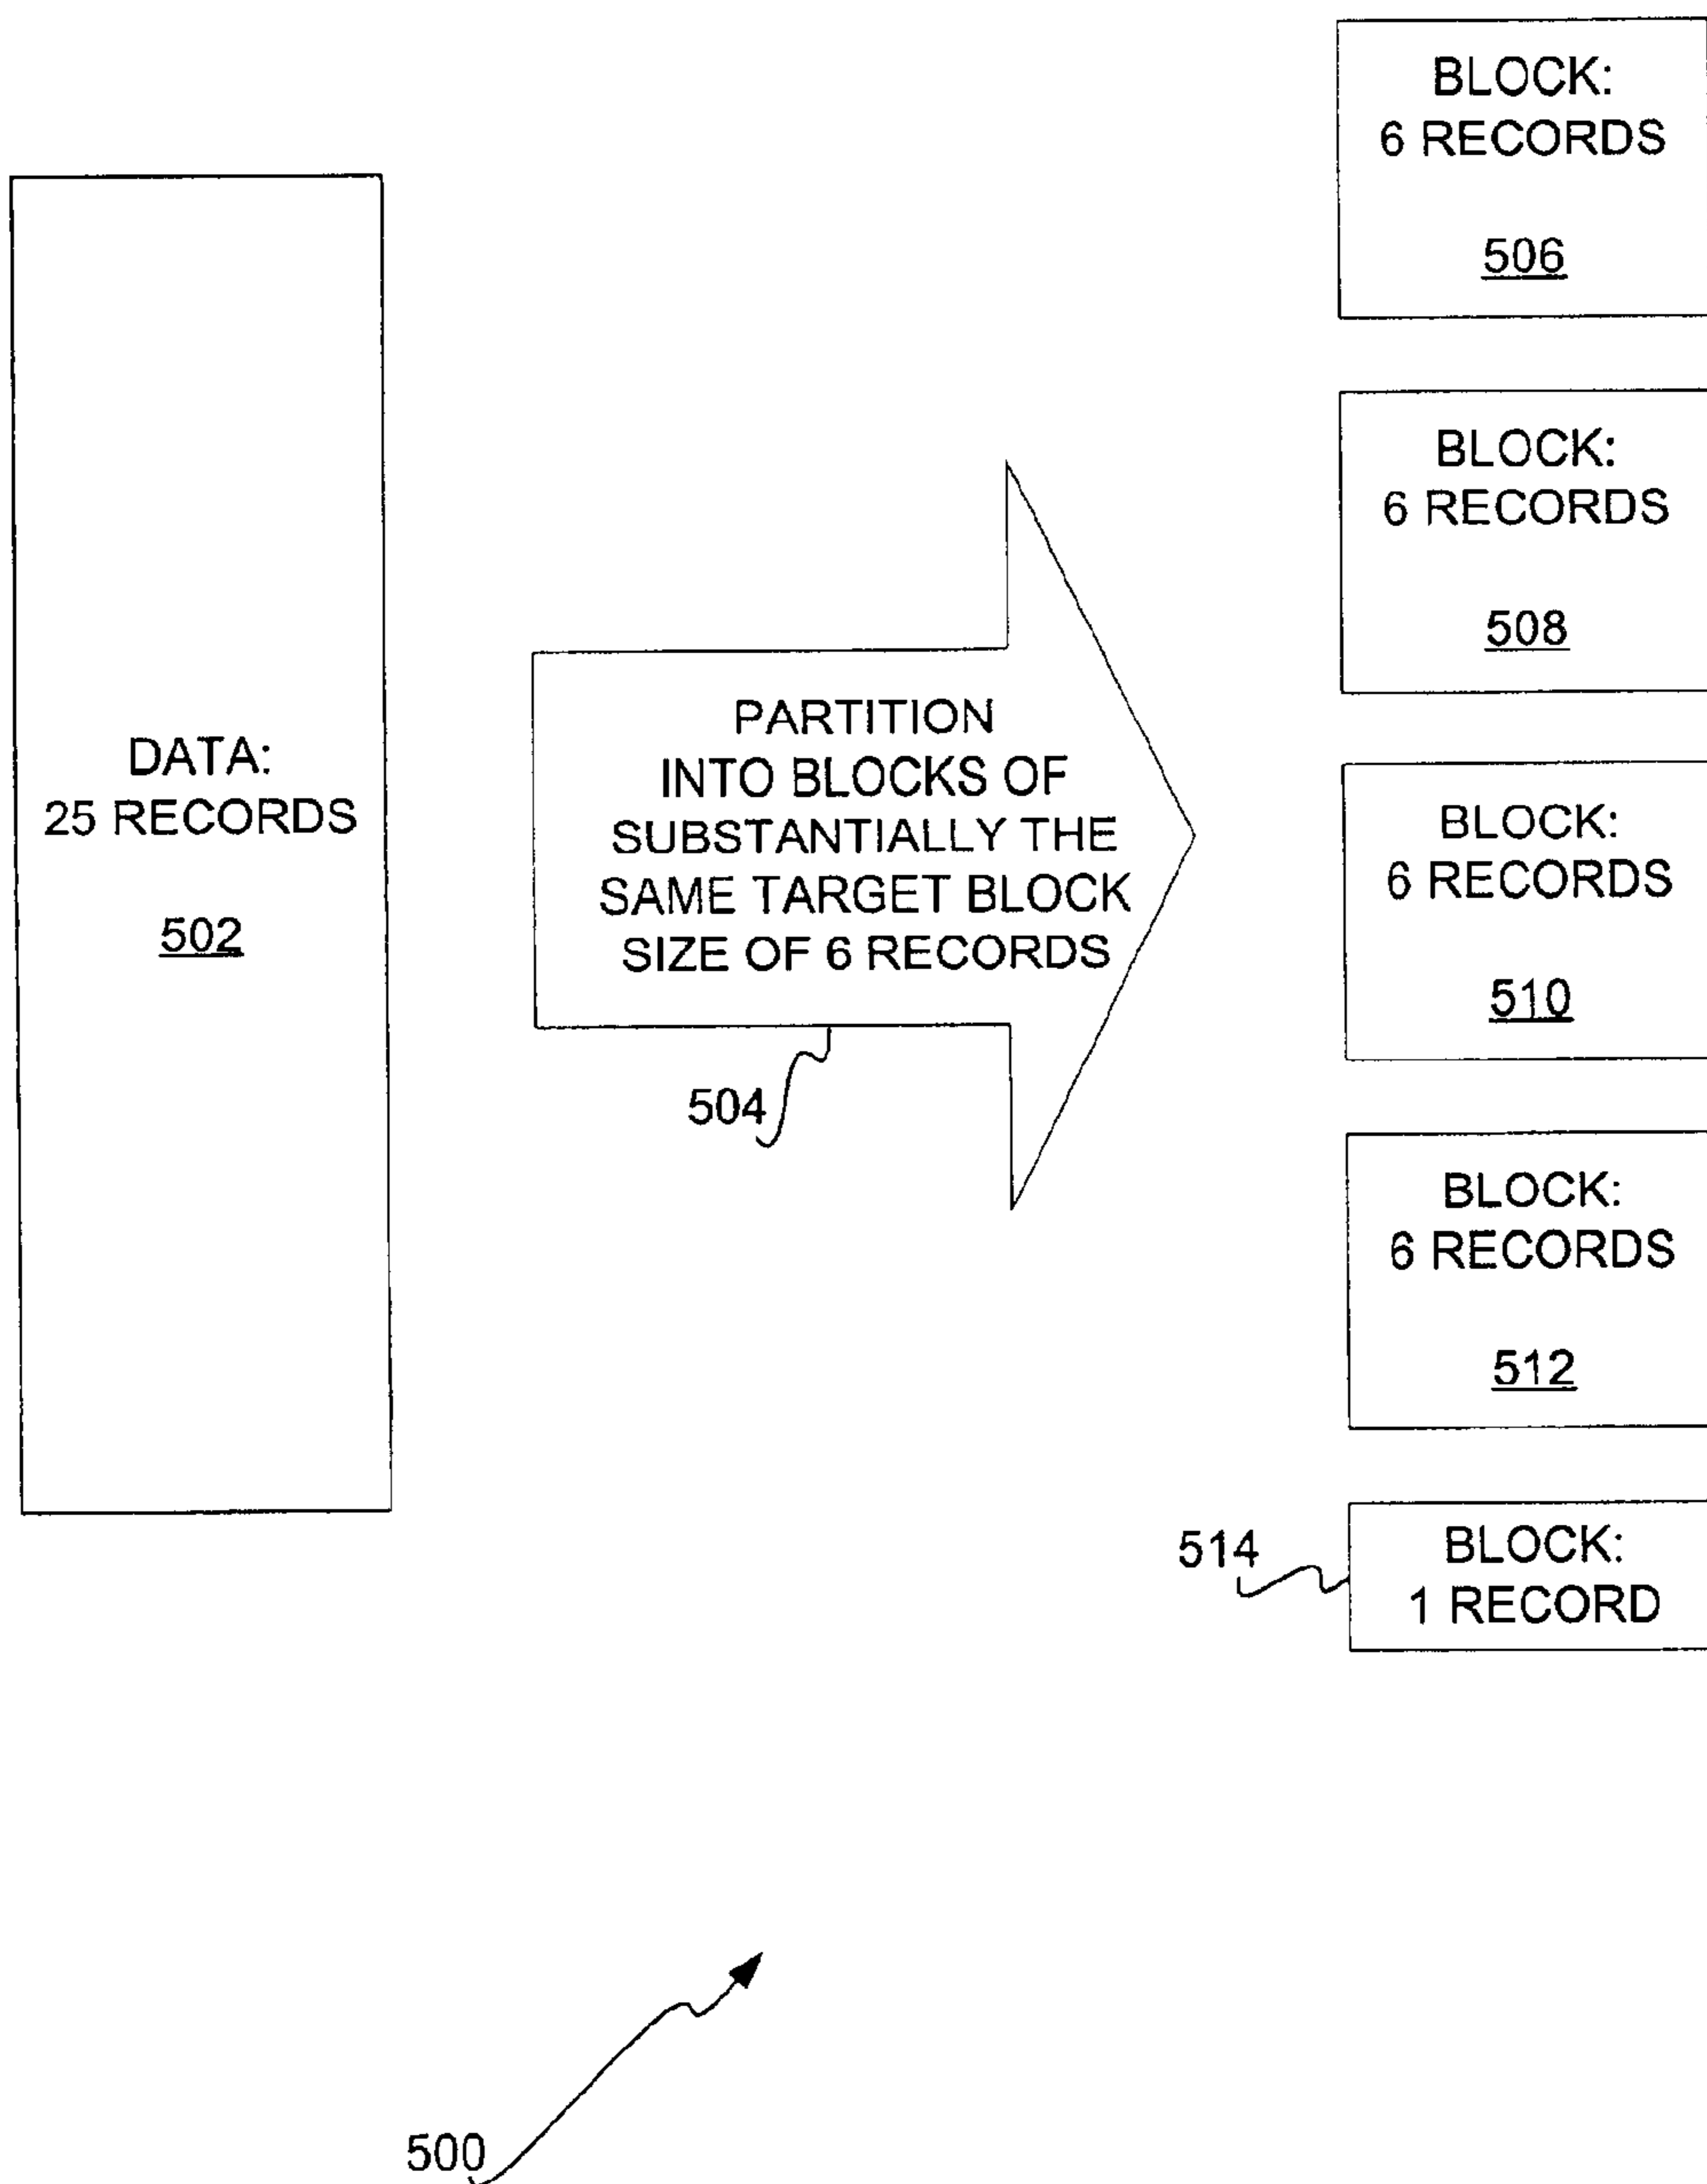 DATA:
25 RECORDS
502
PARTITION
INTO BLOCKS OF
SUBSTANTIALLY THE
SAME TARGET BLOCK
SIZE OF 6 RECORDS
504
BLOCK:
6 RECORDS
506
BLOCK:
6 RECORDS
508
BLOCK:
6 RECORDS
510
BLOCK:
6 RECORDS
512
514
BLOCK:
1 RECORD
500